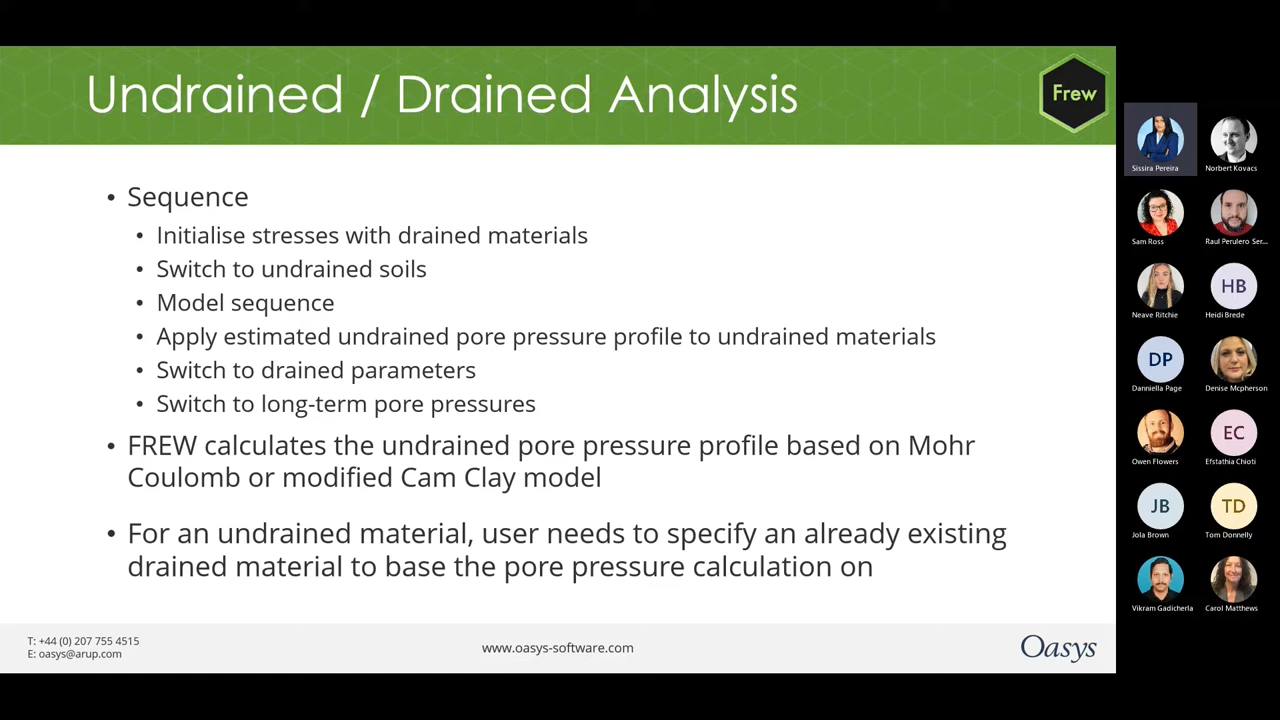 Undrained / Drained Analysis
Frew
• Sequence
• Initialise stresses with drained materials
• Switch to undrained soils
• Model sequence
• Apply estimated undrained pore pressure profile to undrained materials
• Switch to drained parameters
• Switch to long-term pore pressures
• FREW calculates the undrained pore pressure profile based on Mohr
Coulomb or modified Cam Clay model
• For an undrained material, user needs to specify an already existing
drained material to base the pore pressure calculation on
T: +44 (0) 207 755 4515
E: oasys@arup.com
www.oasys-software.com
Oasys
Sissira Pereira
Norbert Kovacs
Sam Ross
Raul Perulero Ser...
Neave Ritchie
HB
Heidi Brede
DP
Danniella Page
Denise Mcpherson
Owen Flowers
EC
Efstathia Chioti
JB
Jola Brown
TD
Tom Donnelly
Vikram Gadicherla
Carol Matthews